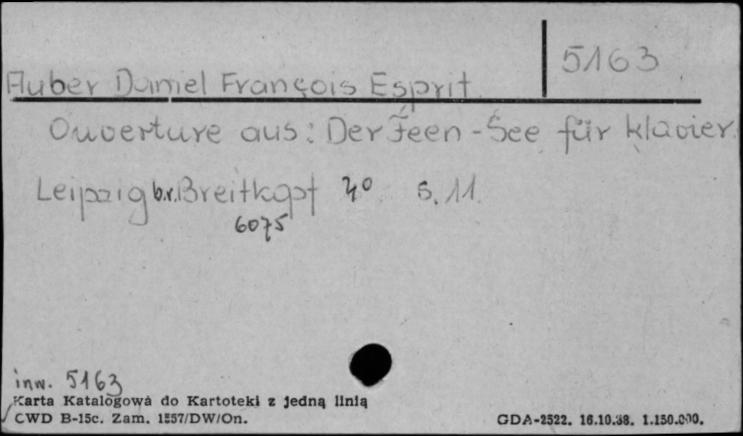 5163
Auber Daniel François Esprit
Ouverture aus: Der Feen-See für klavier.
Leipzig b.r. Breitkopf 4° s. 11.
6075
inw. 5163
Karta Katalogowa do Kartoteki z jedną linią
CWD B-15c. Zam. 1557/DW/On.
GDA-2522. 16.10.38. 1.150.000.